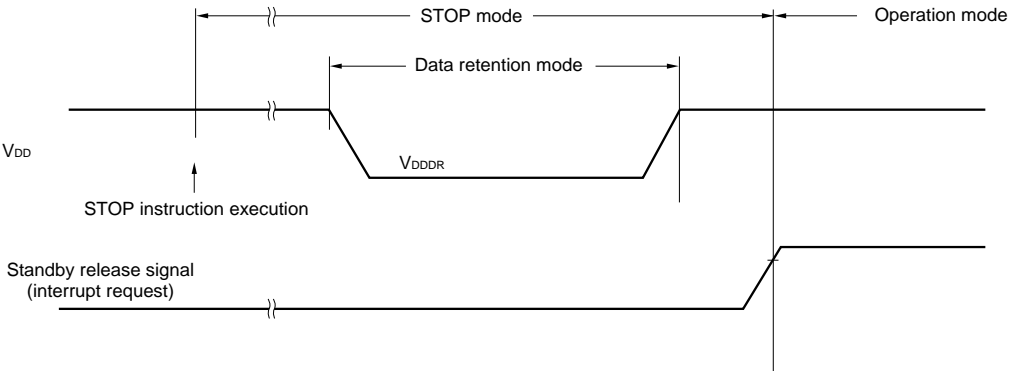 STOP mode
Operation mode
Data retention mode
VDD
VDDDR
STOP instruction execution
Standby release signal
(interrupt request)